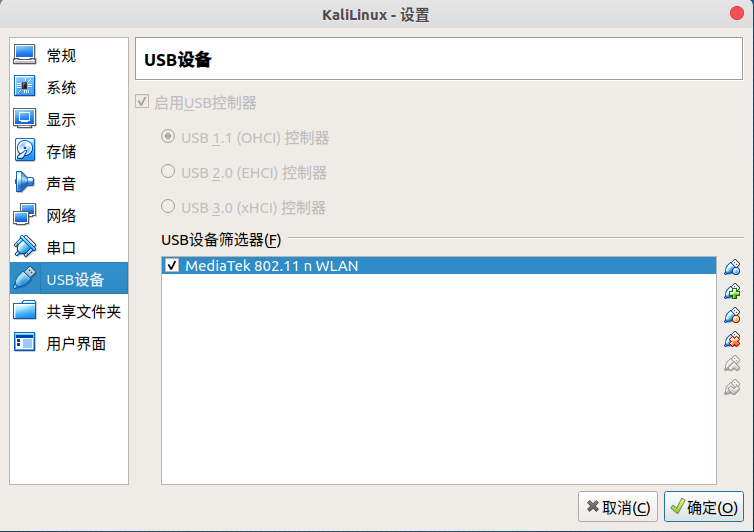 KaliLinux - 设置
常规
系统
显示
存储
声音
网络
串口
USB设备
共享文件夹
用户界面
USB设备
启用USB控制器
USB 1.1 (OHCI) 控制器
USB 2.0 (EHCI) 控制器
USB 3.0 (xHCI) 控制器
USB设备筛选器(F)
MediaTek 802.11 n WLAN
取消(C)
确定(O)